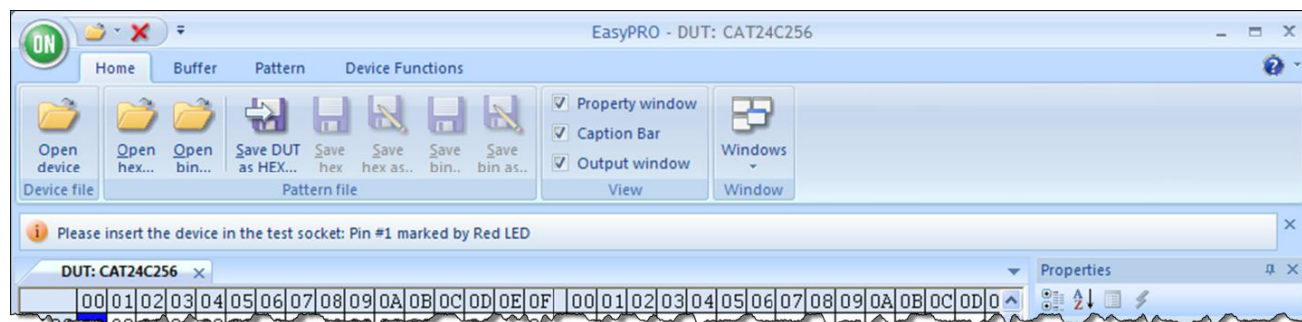 ON
EasyPRO - DUT: CAT24C256
Home Buffer Pattern Device Functions
Open device
Open hex...
Open bin...
Save DUT as HEX...
Save hex
Save hex as..
Save bin..
Save bin as..
Property window
Caption Bar
Output window
Windows
Device file Pattern file View Window
Please insert the device in the test socket: Pin #1 marked by Red LED
DUT: CAT24C256
Properties
00 01 02 03 04 05 06 07 08 09 0A 0B 0C 0D 0E 0F 00 01 02 03 04 05 06 07 08 09 0A 0B 0C 0D 0